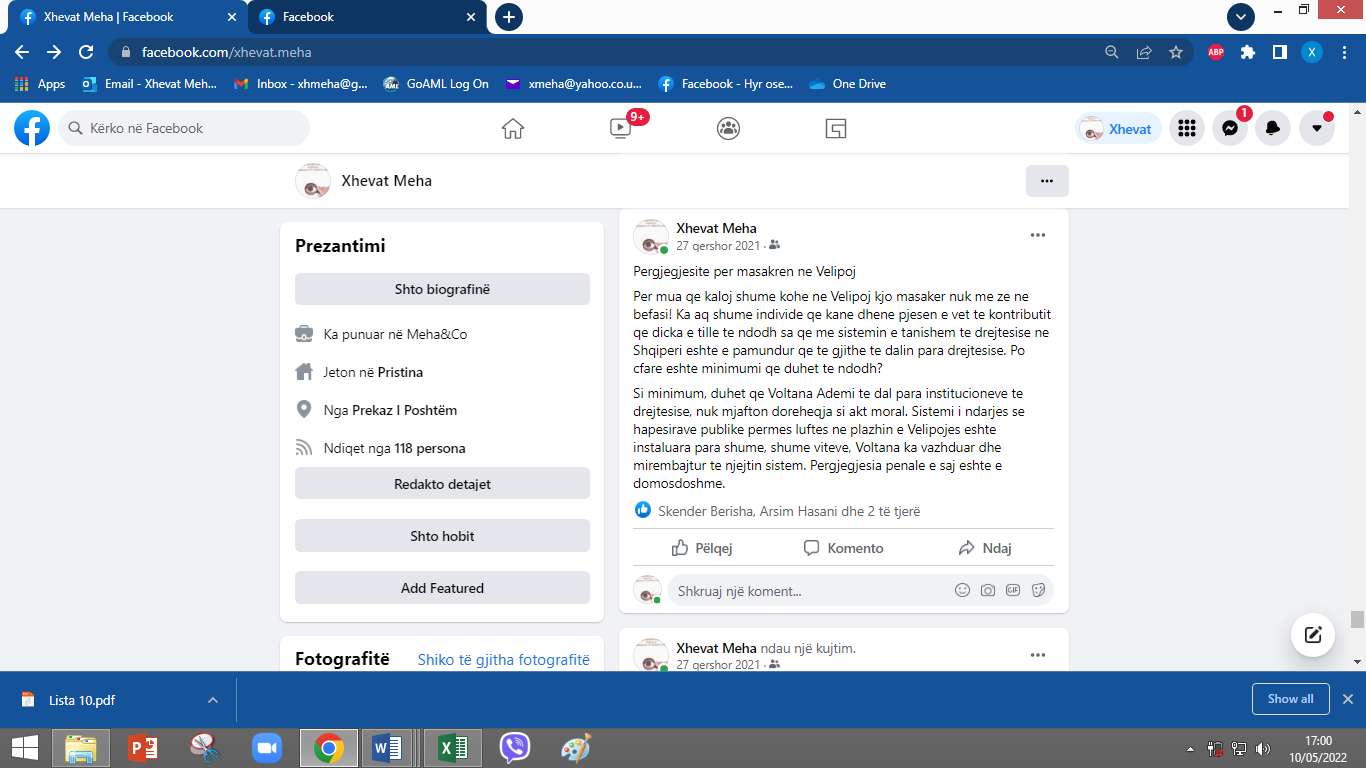 Xhevat Meha | Facebook
Facebook
facebook.com/xhevat.meha
ABP
X
Apps
Email - Xhevat Meh...
Inbox - xhmeha@g...
GoAML Log On
xmeha@yahoo.co.u...
Facebook - Hyr ose...
One Drive
Kërko në Facebook
9+
Xhevat
1
Xhevat Meha
Prezantimi
Shto biografinë
Ka punuar në Meha&Co
Jeton në Pristina
Nga Prekaz I Poshtëm
Ndiqet nga 118 persona
Redakto detajet
Shto hobit
Add Featured
Fotografitë
Shiko të gjitha fotografitë
Xhevat Meha
27 qershor 2021 ·
Pergjegjesite per masakren ne Velipoj
Per mua qe kaloj shume kohe ne Velipoj kjo masaker nuk me ze ne
befasi! Ka aq shume individe qe kane dhene pjesen e vet te kontributit
qe dicka e tille te ndodh sa qe me sistemin e tanishem te drejtesise ne
Shqiperi eshte e pamundur qe te gjithe te dalin para drejtesise. Po
cfare eshte minimumi qe duhet te ndodh?
Si minimum, duhet qe Voltana Ademi te dal para institucioneve te
drejtesise, nuk mjafton doreheqja si akt moral. Sistemi i ndarjes se
hapesirave publike permes luftes ne plazhin e Velipojes eshte
instaluara para shume, shume viteve, Voltana ka vazhduar dhe
mirembajtur te njejtin sistem. Pergjegjesia penale e saj eshte e
domosdoshme.
Skender Berisha, Arsim Hasani dhe 2 të tjerë
Pëlqej
Komento
Ndaj
Shkruaj një koment...
GIF
Xhevat Meha ndau një kujtim.
27 qershor 2021 ·
Lista 10.pdf
Show all
17:00
10/05/2022